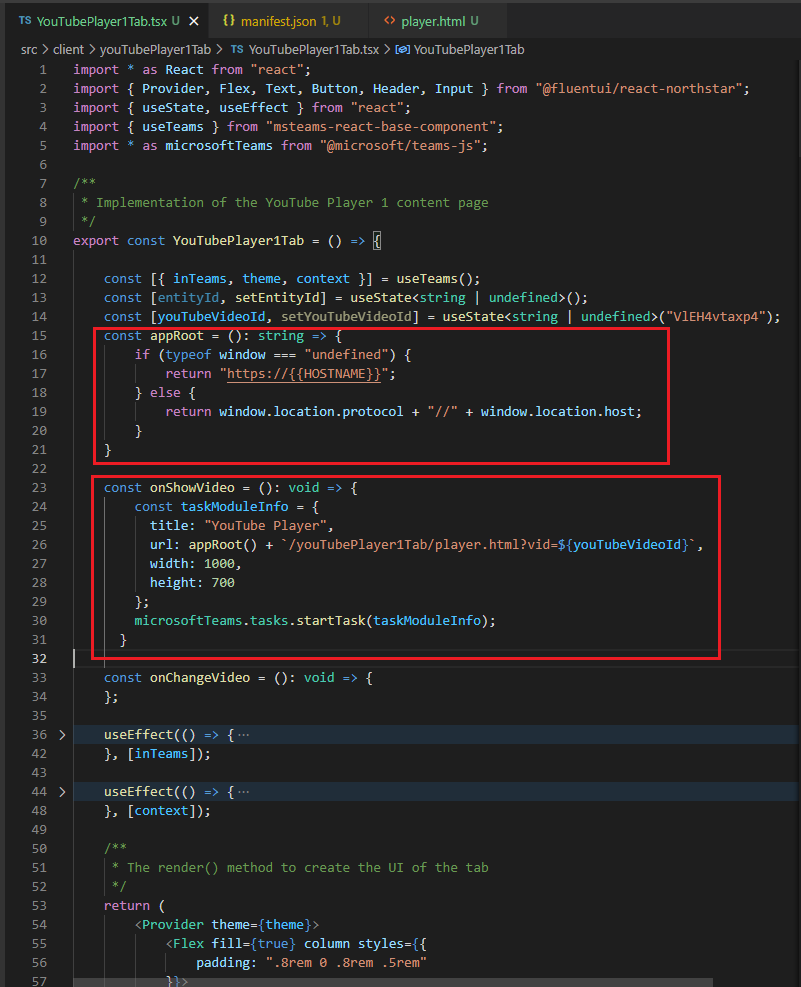 TS YouTubePlayer1Tab.tsx U × {} manifest.json 1, U <> player.html U
src > client > youTubePlayer1Tab > TS YouTubePlayer1Tab.tsx > YouTubePlayer1Tab
1 import * as React from "react";
2 import { Provider, Flex, Text, Button, Header, Input } from "@fluentui/react-northstar";
3 import { useState, useEffect } from "react";
4 import { useTeams } from "msteams-react-base-component";
5 import * as microsoftTeams from "@microsoft/teams-js";
6
7 /**
8 * Implementation of the YouTube Player 1 content page
9 */
10 export const YouTubePlayer1Tab = () => {
11
12 const [{ inTeams, theme, context }] = useTeams();
13 const [entityId, setEntityId] = useState<string | undefined>();
14 const [youTubeVideoId, setYouTubeVideoId] = useState<string | undefined>("VlEH4vtaxp4");
15 const appRoot = (): string => {
16 if (typeof window === "undefined") {
17 return "https://{{HOSTNAME}}";
18 } else {
19 return window.location.protocol + "//" + window.location.host;
20 }
21 }
22
23 const onShowVideo = (): void => {
24 const taskModuleInfo = {
25 title: "YouTube Player",
26 url: appRoot() + `/youTubePlayer1Tab/player.html?vid=${youTubeVideoId}`,
27 width: 1000,
28 height: 700
29 };
30 microsoftTeams.tasks.startTask(taskModuleInfo);
31 }
32
33 const onChangeVideo = (): void => {
34 };
35
36 > useEffect(() => { ···
42 }, [inTeams]);
43
44 > useEffect(() => { ···
48 }, [context]);
49
50 /**
51 * The render() method to create the UI of the tab
52 */
53 return (
54 <Provider theme={theme}>
55 <Flex fill={true} column styles={{
56 padding: ".8rem 0 .8rem .5rem"
57 }}>